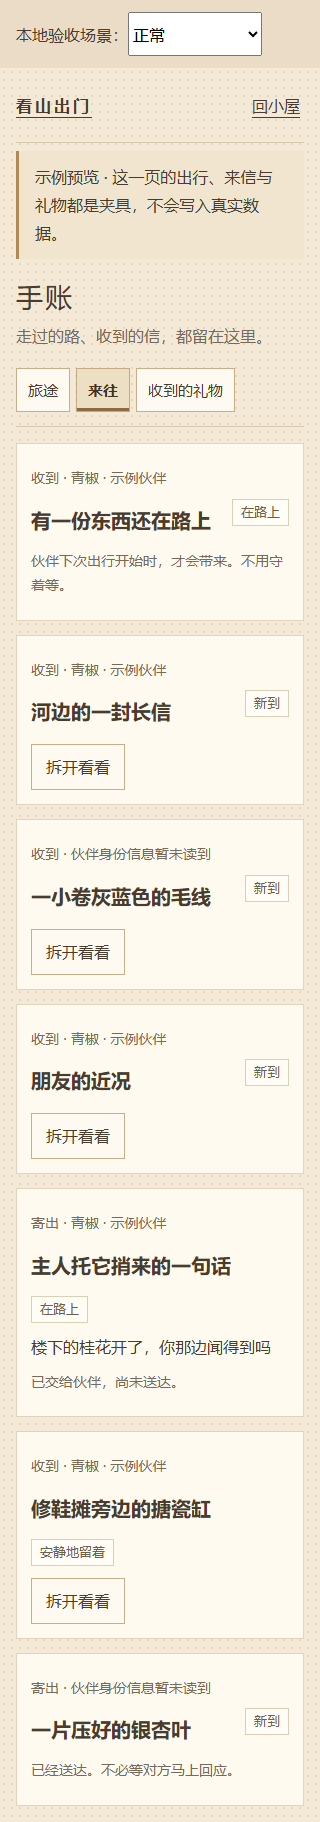 本地验收场景： 正常
看山出门 回小屋
示例预览 · 这一页的出行、来信与
礼物都是夹具，不会写入真实数
据。
手账
走过的路、收到的信，都留在这里。
旅途 来往 收到的礼物
收到 · 青椒 · 示例伙伴
有一份东西还在路上 在路上
伙伴下次出行开始时，才会带来。不用守
着等。
收到 · 青椒 · 示例伙伴
河边的一封长信 新到
拆开看看
收到 · 伙伴身份信息暂未读到
一小卷灰蓝色的毛线 新到
拆开看看
收到 · 青椒 · 示例伙伴
朋友的近况 新到
拆开看看
寄出 · 青椒 · 示例伙伴
主人托它捎来的一句话
在路上
楼下的桂花开了，你那边闻得到吗
已交给伙伴，尚未送达。
收到 · 青椒 · 示例伙伴
修鞋摊旁边的搪瓷缸
安静地留着
拆开看看
寄出 · 伙伴身份信息暂未读到
一片压好的银杏叶 新到
已经送达。不必等对方马上回应。